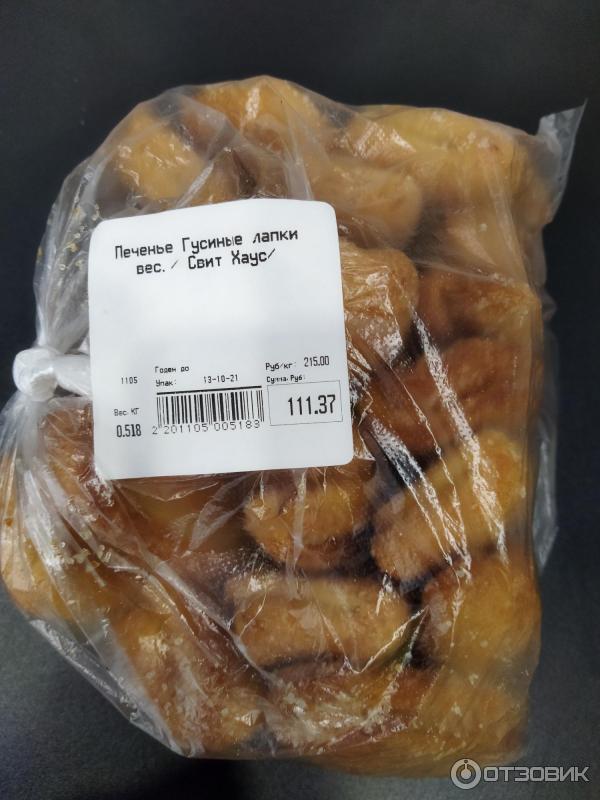 Печенье Гусиные лапки
вес. / Свит Хаус/
Годен до
1105 Упак: 13-10-21
Руб/кг: 215.00
Сумма, Руб:
111.37
Вес, КГ
0.518
2 201105 005183
ОТЗОВИК